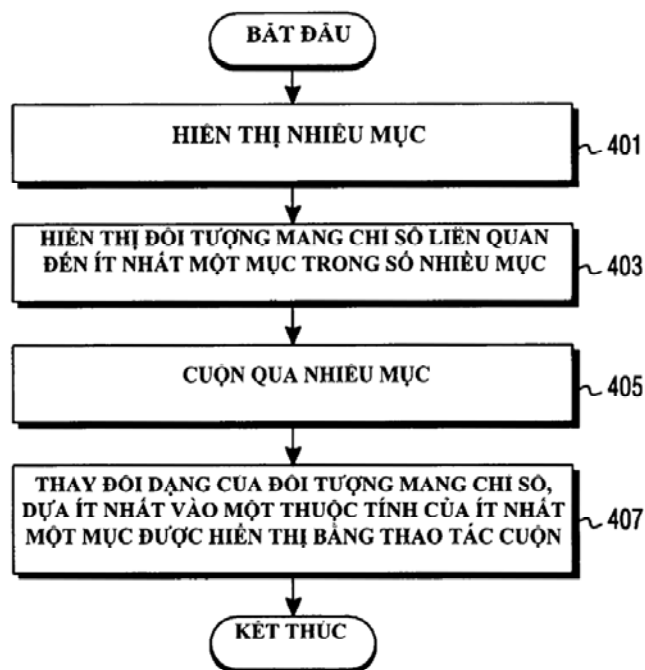 BẮT ĐẦU
HIỂN THỊ NHIỀU MỤC
401
HIỂN THỊ ĐỐI TƯỢNG MANG CHỈ SỐ LIÊN QUAN
ĐẾN ÍT NHẤT MỘT MỤC TRONG SỐ NHIỀU MỤC
403
CUỘN QUA NHIỀU MỤC
405
THAY ĐỔI DẠNG CỦA ĐỐI TƯỢNG MANG CHỈ SỐ,
DỰA ÍT NHẤT VÀO MỘT THUỘC TÍNH CỦA ÍT NHẤT
MỘT MỤC ĐƯỢC HIỂN THỊ BẰNG THAO TÁC CUỘN
407
KẾT THÚC